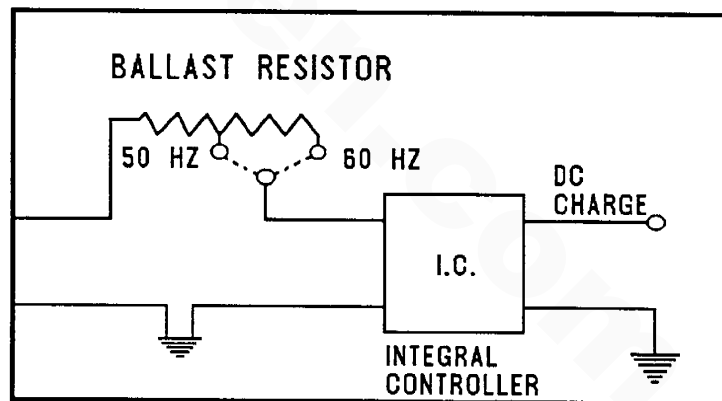 BALLAST RESISTOR
50 HZ
60 HZ
DC
CHARGE
I.C.
INTEGRAL
CONTROLLER